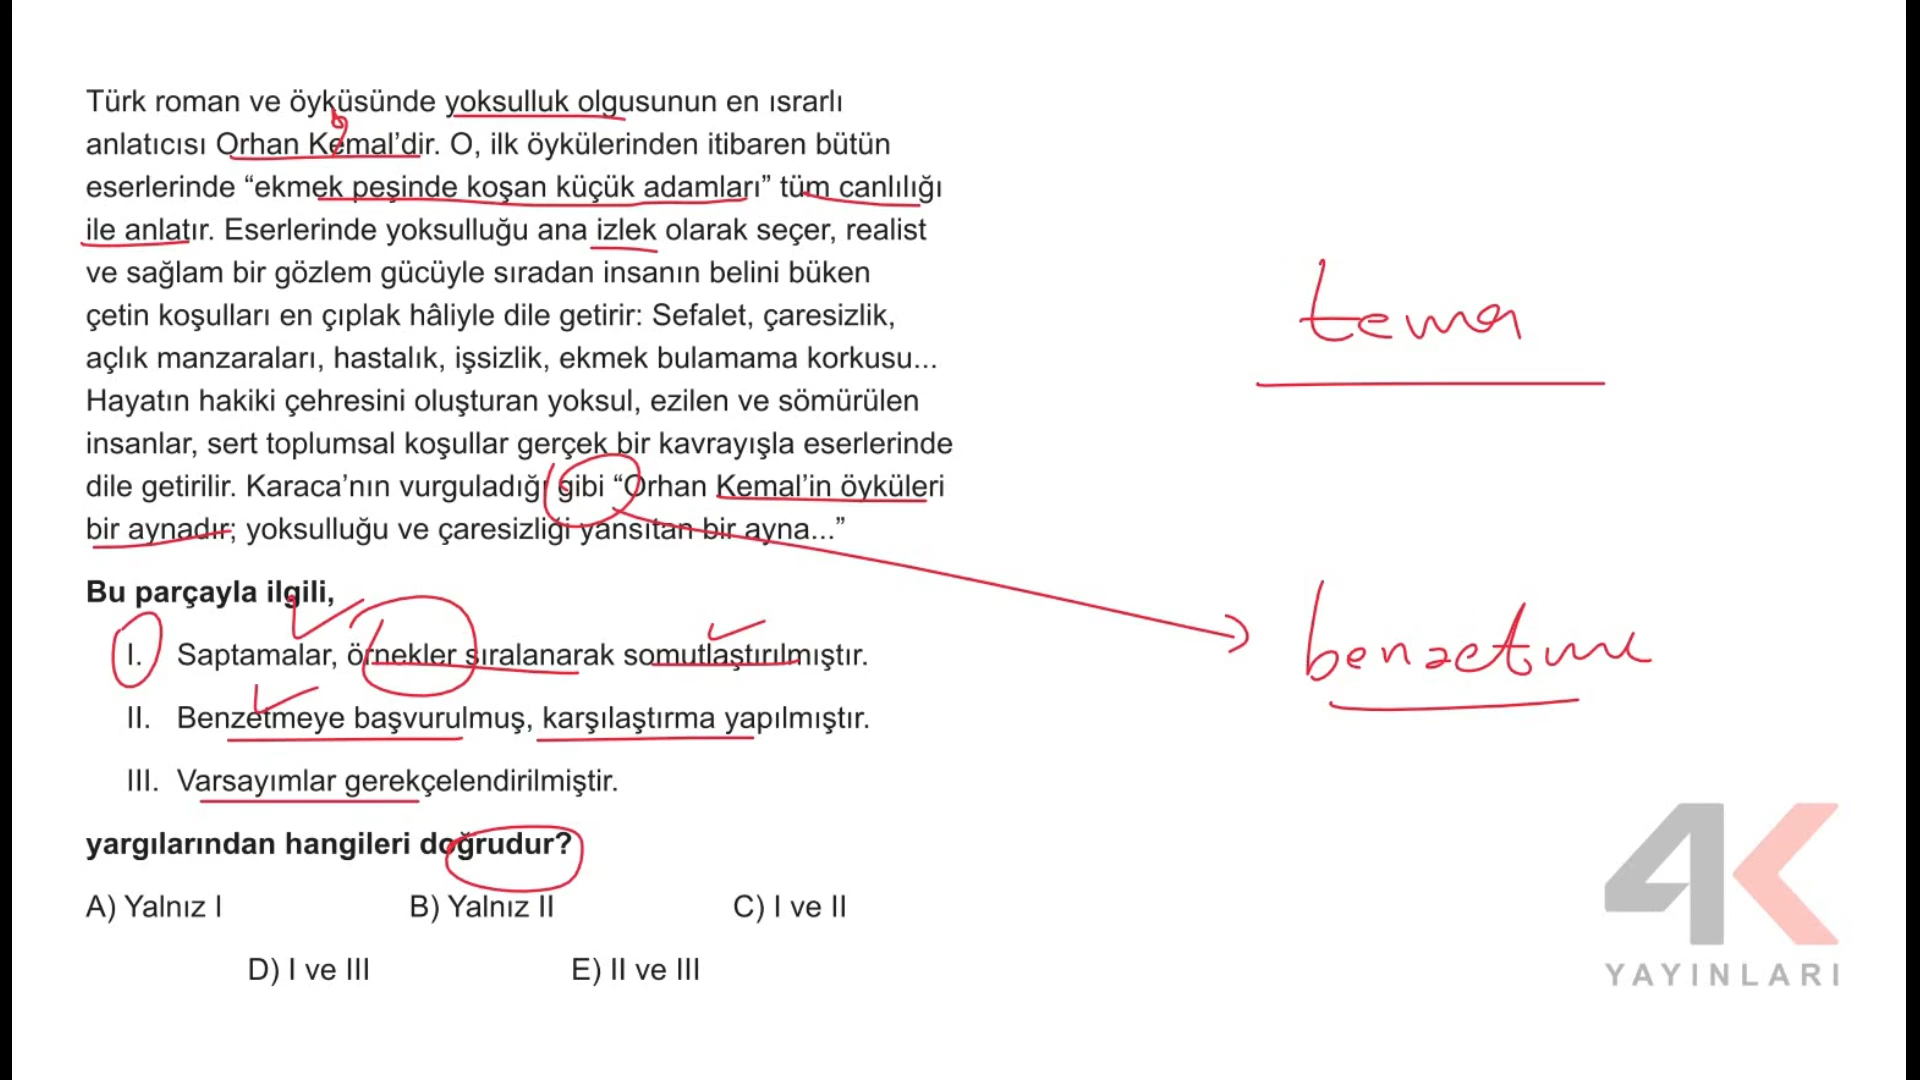 Türk roman ve öyküsünde yoksulluk olgusunun en ısrarlı
anlatıcısı Orhan Kemal’dir. O, ilk öykülerinden itibaren bütün
eserlerinde “ekmek peşinde koşan küçük adamları” tüm canlılığı
ile anlatır. Eserlerinde yoksulluğu ana izlek olarak seçer, realist
ve sağlam bir gözlem gücüyle sıradan insanın belini büken
çetin koşulları en çıplak hâliyle dile getirir: Sefalet, çaresizlik,
açlık manzaraları, hastalık, işsizlik, ekmek bulamama korkusu...
Hayatın hakiki çehresini oluşturan yoksul, ezilen ve sömürülen
insanlar, sert toplumsal koşullar gerçek bir kavrayışla eserlerinde
dile getirilir. Karaca’nın vurguladığı gibi “Orhan Kemal’in öyküleri
bir aynadır; yoksulluğu ve çaresizliği yansıtan bir ayna...”
Bu parçayla ilgili,
I. Saptamalar, örnekler sıralanarak somutlaştırılmıştır.
II. Benzetmeye başvurulmuş, karşılaştırma yapılmıştır.
III. Varsayımlar gerekçelendirilmiştir.
yargılarından hangileri doğrudur?
A) Yalnız I B) Yalnız II C) I ve II
D) I ve III E) II ve III
tema
benzetme
4K
YAYINLARI